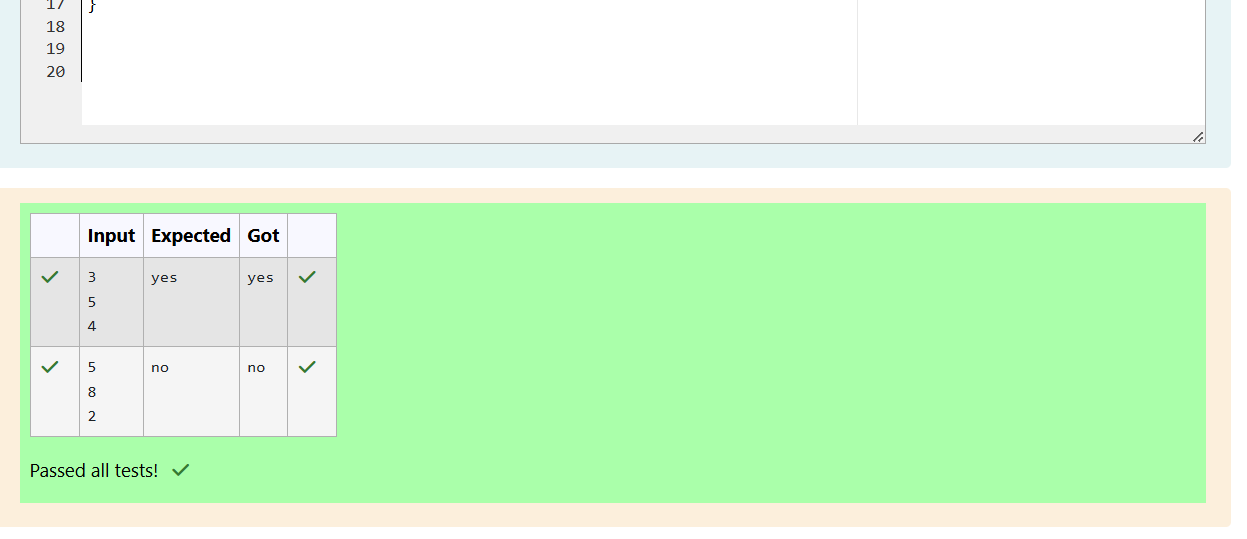 17 }
18
19
20
Input Expected Got
3 yes yes
5
4
5 no no
8
2
Passed all tests!